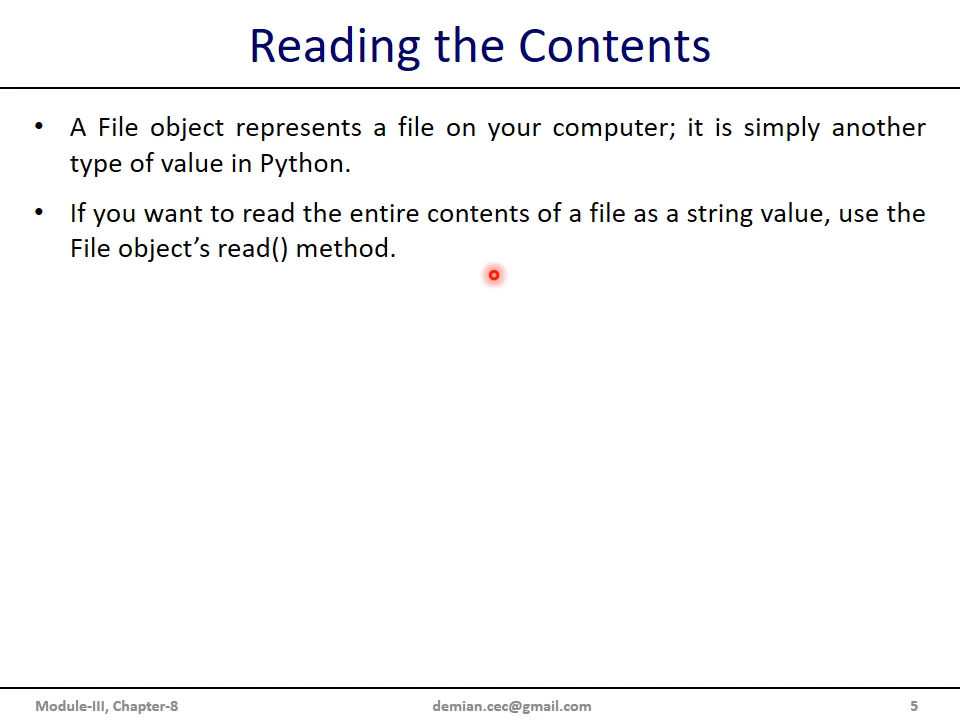 Reading the Contents
• A File object represents a file on your computer; it is simply another
type of value in Python.
• If you want to read the entire contents of a file as a string value, use the
File object’s read() method.
Module-III, Chapter-8 demian.cec@gmail.com 5